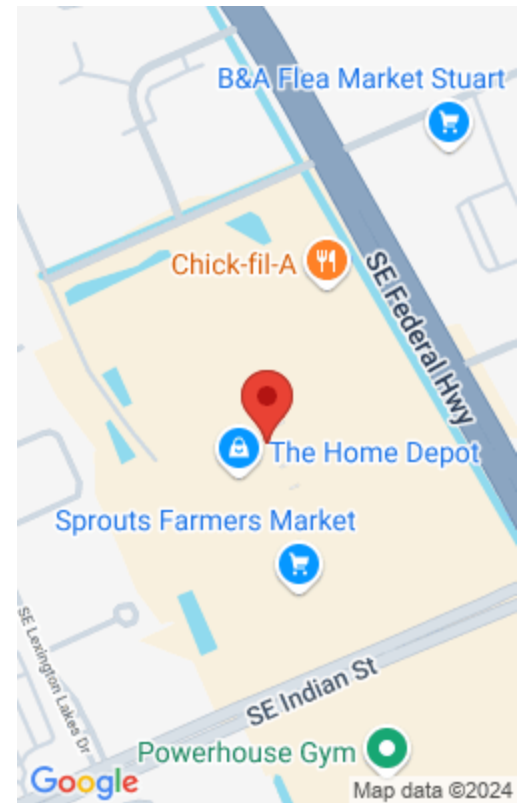 B&A Flea Market Stuart
Chick-fil-A
SE Federal Hwy
The Home Depot
Sprouts Farmers Market
SE Lexington Lakes Dr
SE Indian St
Powerhouse Gym
Google
Map data ©2024